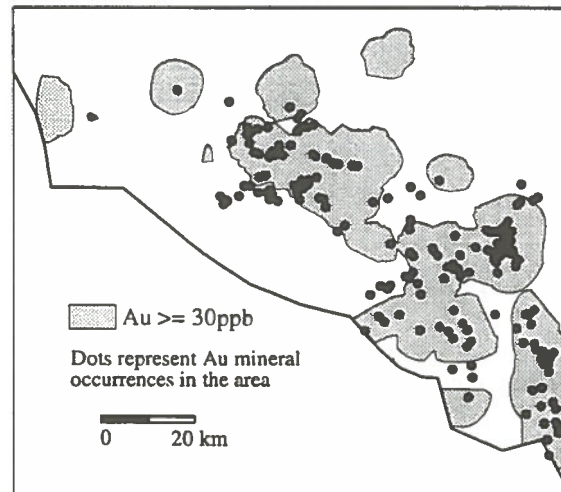 Au >= 30ppb
Dots represent Au mineral
occurrences in the area
0 20 km